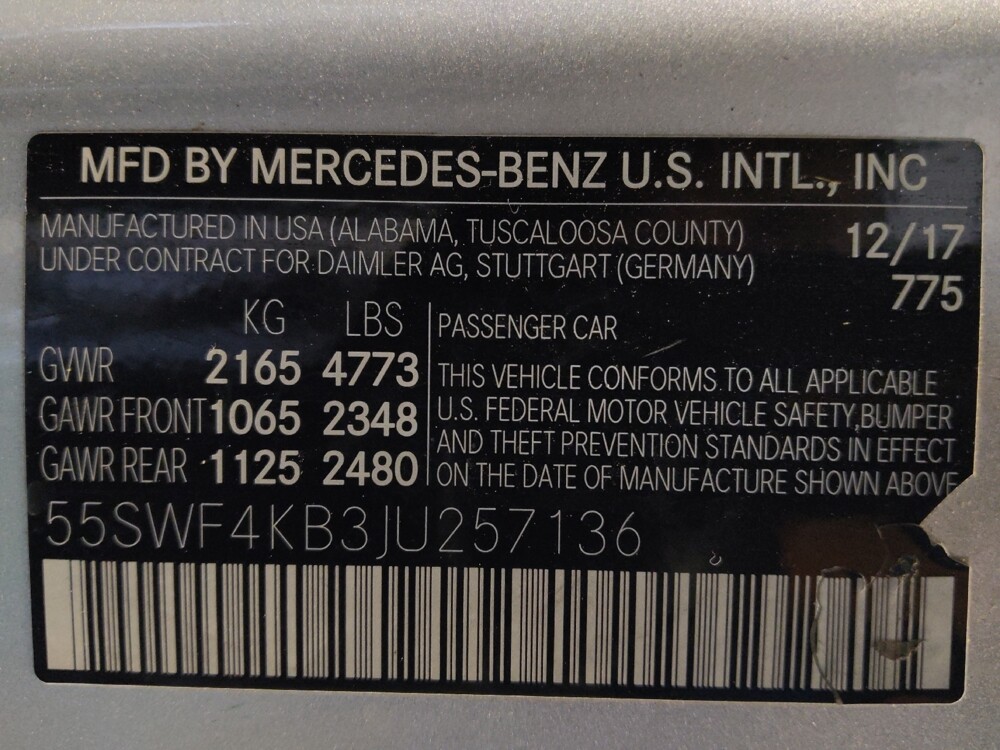 MFD BY MERCEDES-BENZ U.S. INTL., INC
MANUFACTURED IN USA (ALABAMA, TUSCALOOSA COUNTY)
UNDER CONTRACT FOR DAIMLER AG, STUTTGART (GERMANY)
12/17
775
KG LBS
GVWR 2165 4773
GAWR FRONT 1065 2348
GAWR REAR 1125 2480
PASSENGER CAR
THIS VEHICLE CONFORMS TO ALL APPLICABLE
U.S. FEDERAL MOTOR VEHICLE SAFETY, BUMPER
AND THEFT PREVENTION STANDARDS IN EFFECT
ON THE DATE OF MANUFACTURE SHOWN ABOVE
55SWF4KB3JU257136